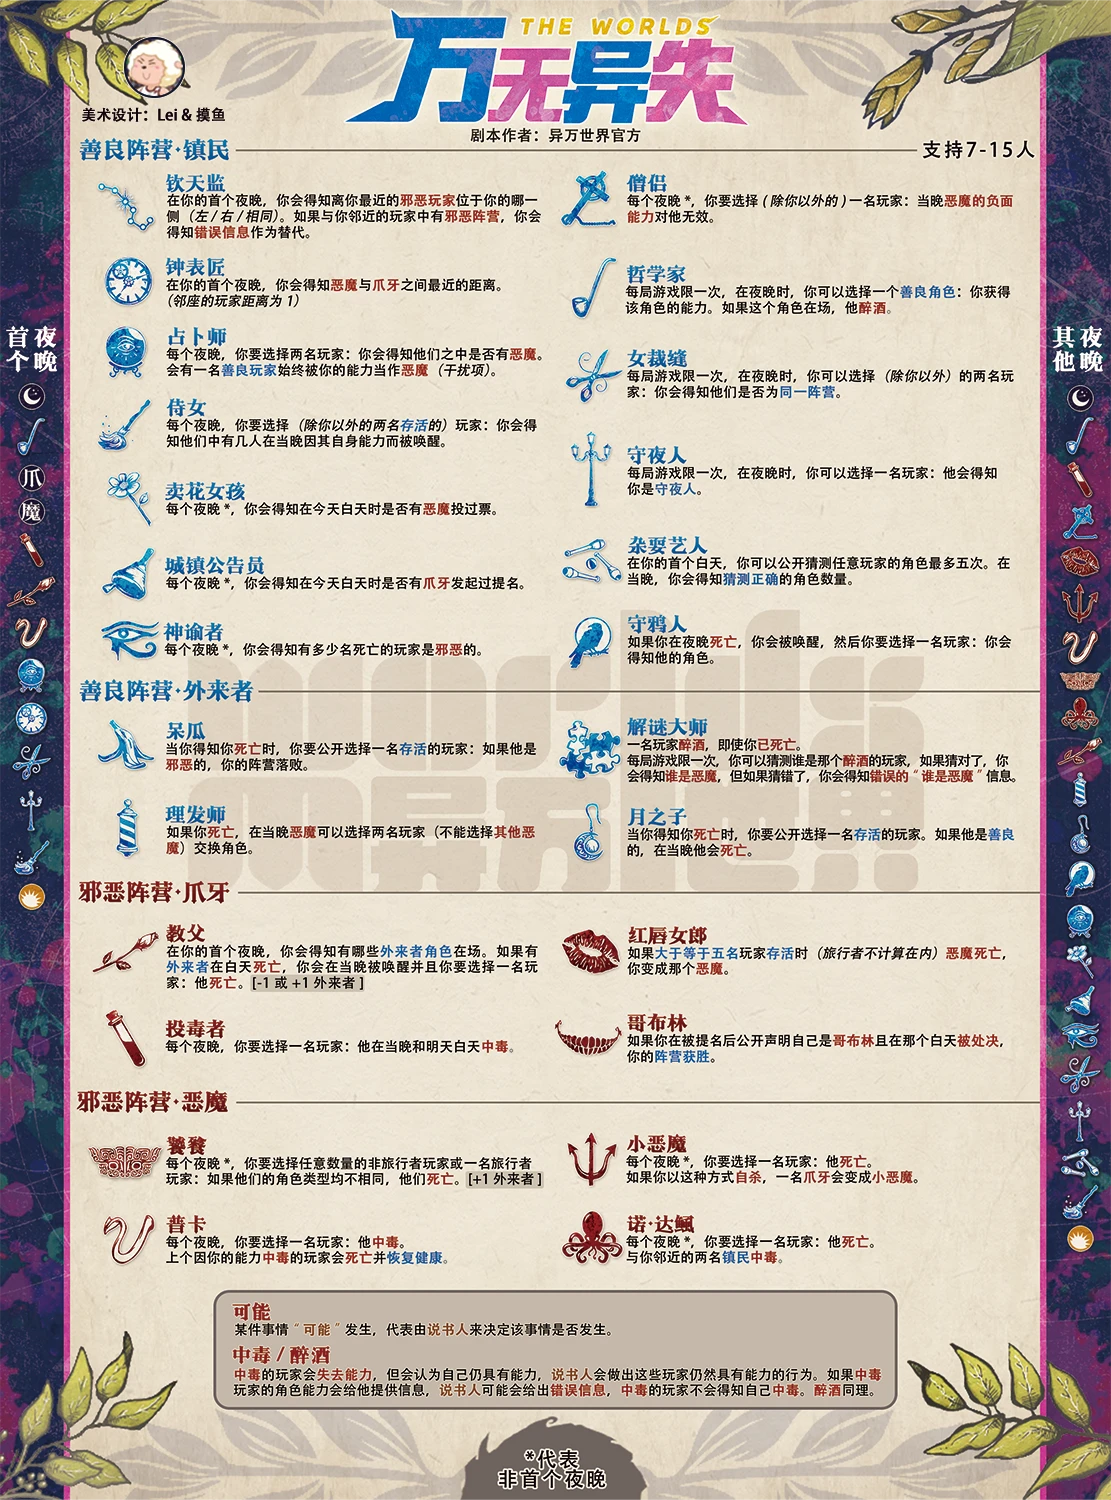 THE WORLDS
万无异失
美术设计：Lei & 摸鱼
剧本作者：异万世界官方
善良阵营·镇民
支持7-15人
钦天监
在你的首个夜晚，你会得知离你最近的邪恶玩家位于你的哪一
侧（左/右/相同）。如果与你邻近的玩家中有邪恶阵营，你会
得知错误信息作为替代。
钟表匠
在你的首个夜晚，你会得知恶魔与爪牙之间最近的距离。
（邻座的玩家距离为 1）
占卜师
每个夜晚，你要选择两名玩家：你会得知他们之中是否有恶魔。
会有一名善良玩家始终被你的能力当作恶魔（干扰项）。
侍女
每个夜晚，你要选择（除你以外的两名存活的）玩家：你会得
知他们中有几人在当晚因其自身能力而被唤醒。
卖花女孩
每个夜晚 *，你会得知在今天白天时是否有恶魔投过票。
城镇公告员
每个夜晚 *，你会得知在今天白天时是否有爪牙发起过提名。
神谕者
每个夜晚 *，你会得知有多少名死亡的玩家是邪恶的。
僧侣
每个夜晚 *，你要选择 ( 除你以外的 ) 一名玩家：当晚恶魔的负面
能力对他无效。
哲学家
每局游戏限一次，在夜晚时，你可以选择一个善良角色：你获得
该角色的能力。如果这个角色在场，他醉酒。
女裁缝
每局游戏限一次，在夜晚时，你可以选择（除你以外）的两名玩
家：你会得知他们是否为同一阵营。
守夜人
每局游戏限一次，在夜晚时，你可以选择一名玩家：他会得知
你是守夜人。
杂耍艺人
在你的首个白天，你可以公开猜测任意玩家的角色最多五次。在
当晚，你会得知猜测正确的角色数量。
守鸦人
如果你在夜晚死亡，你会被唤醒，然后你要选择一名玩家：你会
得知他的角色。
善良阵营·外来者
呆瓜
当你得知你死亡时，你要公开选择一名存活的玩家：如果他是
邪恶的，你的阵营落败。
理发师
如果你死亡，在当晚恶魔可以选择两名玩家（不能选择其他恶
魔）交换角色。
解谜大师
一名玩家醉酒，即使你已死亡。
每局游戏限一次，你可以猜测谁是那个醉酒的玩家，如果猜对了，你
会得知谁是恶魔，但如果猜错了，你会得知错误的“谁是恶魔”信息。
月之子
当你得知你死亡时，你要公开选择一名存活的玩家。如果他是善良
的，在当晚他会死亡。
邪恶阵营·爪牙
教父
在你的首个夜晚，你会得知有哪些外来者角色在场。如果有
外来者在白天死亡，你会在当晚被唤醒并且你要选择一名玩
家：他死亡。[-1 或 +1 外来者 ]
投毒者
每个夜晚，你要选择一名玩家：他在当晚和明天白天中毒。
红唇女郎
如果大于等于五名玩家存活时（旅行者不计算在内）恶魔死亡，
你变成那个恶魔。
哥布林
如果你在被提名后公开声明自己是哥布林且在那个白天被处决，
你的阵营获胜。
邪恶阵营·恶魔
饕餮
每个夜晚 *，你要选择任意数量的非旅行者玩家或一名旅行者
玩家：如果他们的角色类型均不相同，他们死亡。[+1 外来者 ]
普卡
每个夜晚，你要选择一名玩家：他中毒。
上个因你的能力中毒的玩家会死亡并恢复健康。
小恶魔
每个夜晚 *，你要选择一名玩家：他死亡。
如果你以这种方式自杀，一名爪牙会变成小恶魔。
诺·达鲺
每个夜晚 *，你要选择一名玩家：他死亡。
与你邻近的两名镇民中毒。
可能
某件事情“可能”发生，代表由说书人来决定该事情是否发生。
中毒 / 醉酒
中毒的玩家会失去能力，但会认为自己仍具有能力，说书人会做出这些玩家仍然具有能力的行为。如果中毒
玩家的角色能力会给他提供信息，说书人可能会给出错误信息，中毒的玩家不会得知自己中毒。醉酒同理。
*代表
非首个夜晚
首个夜晚
爪
魔
其他夜晚
worlds
异万世界